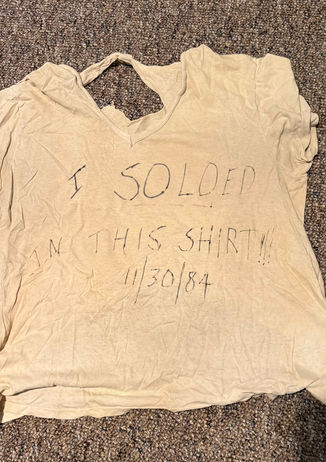 I SOLOED
IN THIS SHIRT!!!
11/30/84